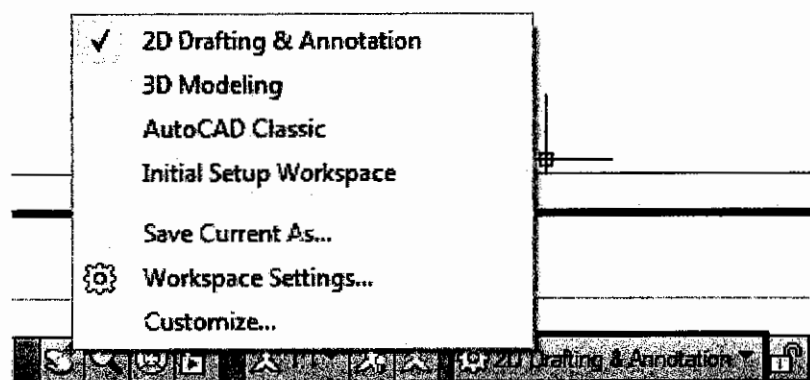 2D Drafting & Annotation
3D Modeling
AutoCAD Classic
Initial Setup Workspace
Save Current As...
Workspace Settings...
Customize...
2D Drafting & Annotation